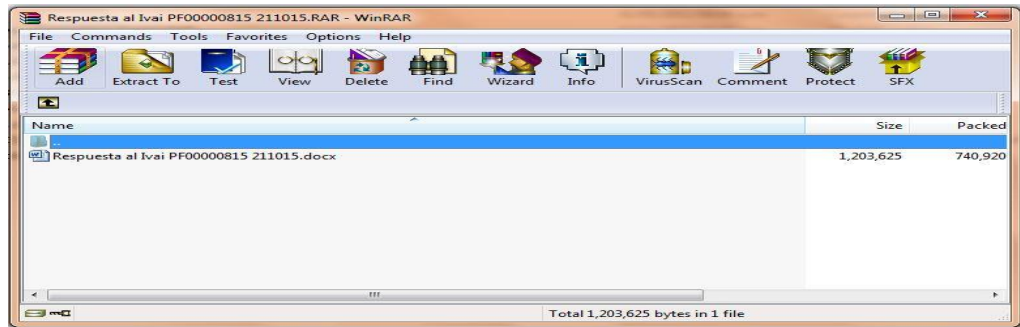 Respuesta al Ivai PF00000815 211015.RAR - WinRAR
File Commands Tools Favorites Options Help
Add Extract To Test View Delete Find Wizard Info VirusScan Comment Protect SFX
Name Size Packed
..
Respuesta al Ivai PF00000815 211015.docx 1,203,625 740,920
Total 1,203,625 bytes in 1 file